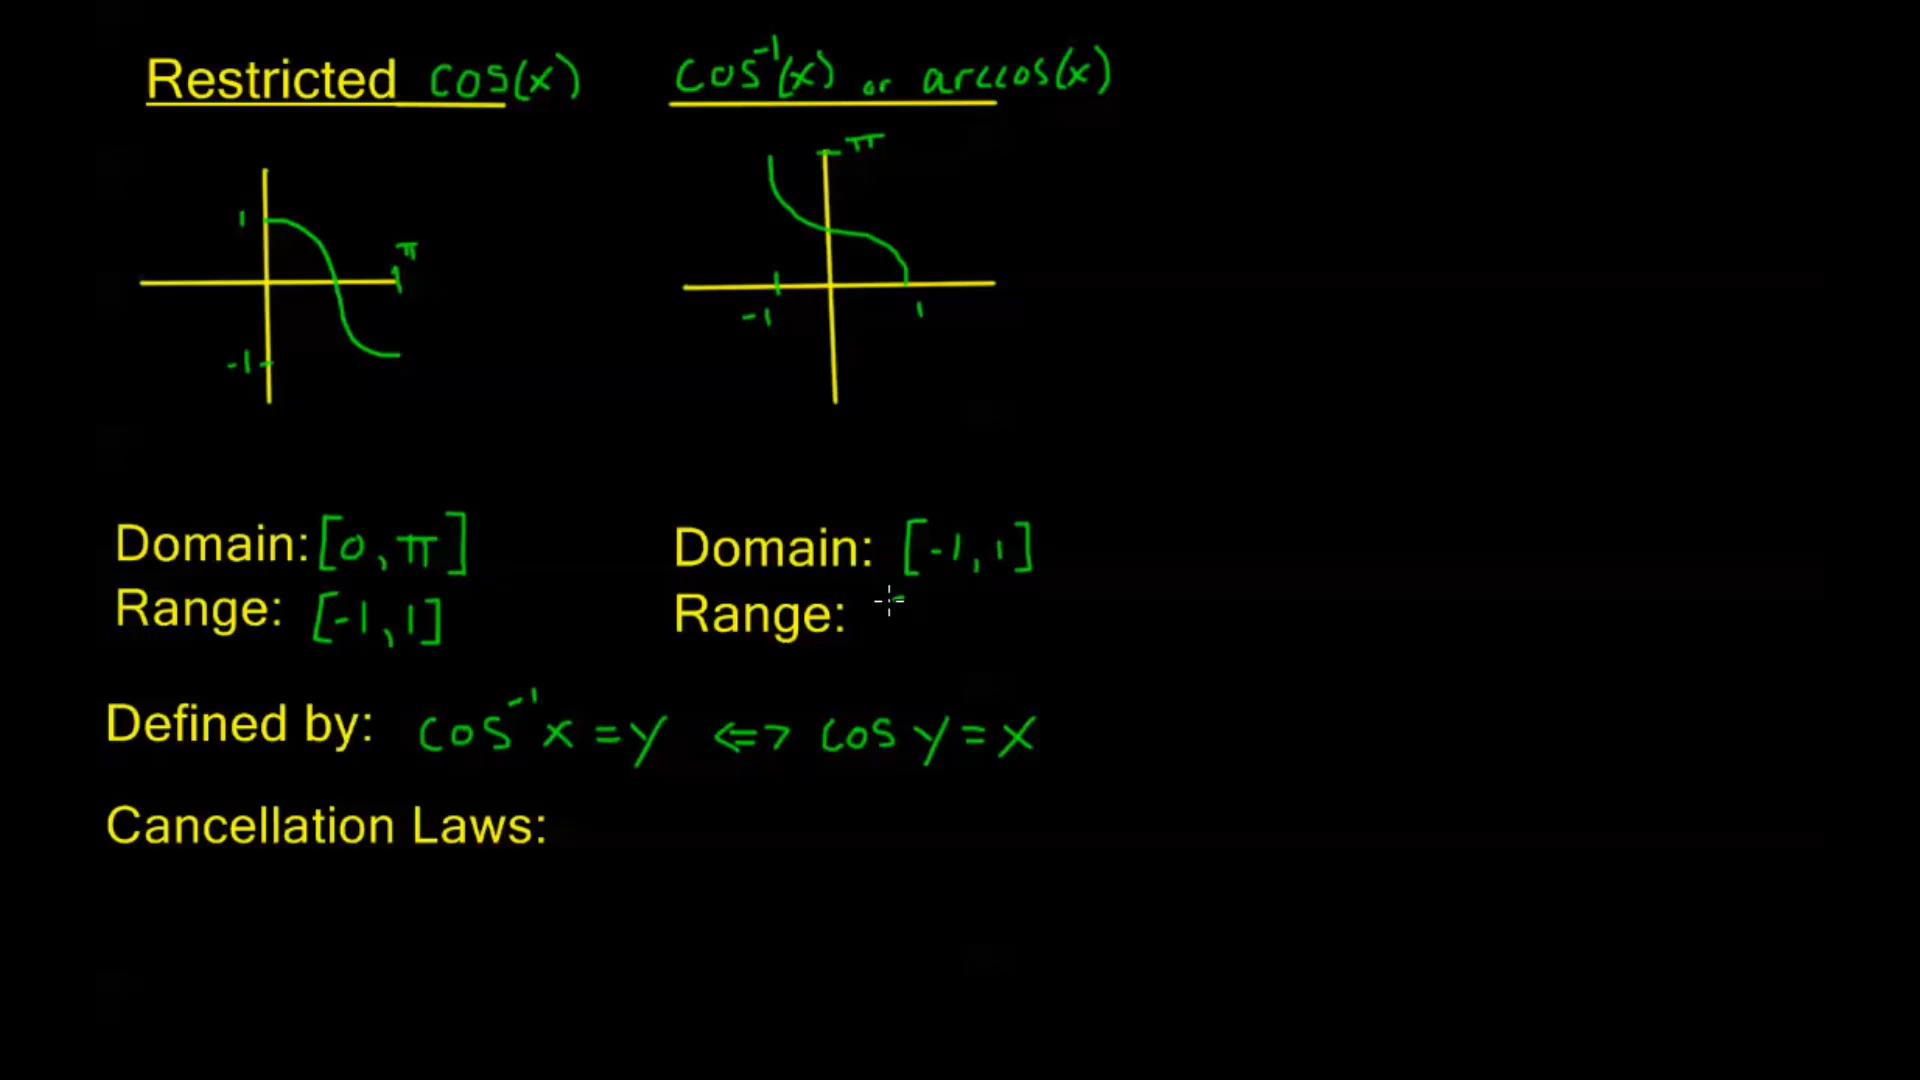 Restricted cos(x)
cos⁻¹(x) or arccos(x)
1
π
-1
π
-1
1
Domain: [0, π]
Range: [-1, 1]
Domain: [-1, 1]
Range:
Defined by: cos⁻¹x = y <=> cos y = x
Cancellation Laws: